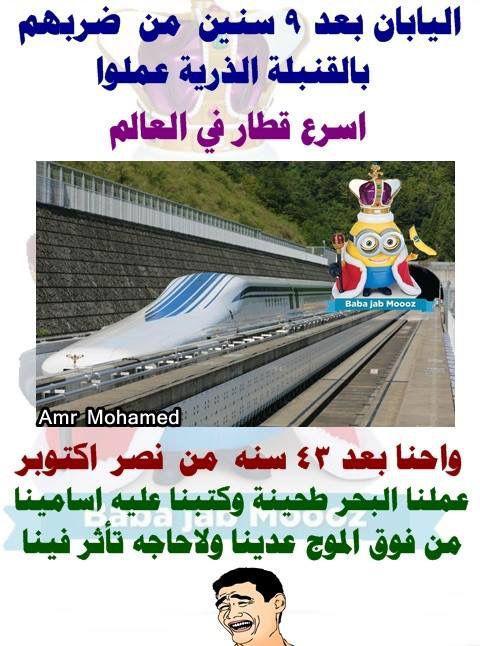 اليابان بعد ٩ سنين من ضربهم
بالقنبلة الذرية عملوا
اسرع قطار في العالم
Baba jab Moooz
Amr Mohamed
واحنا بعد ٤٣ سنه من نصر اكتوبر
عملنا البحر طحينة وكتبنا عليه اسامينا
Baba jab Moooz
من فوق الموج عدينا ولاحاجه تأثر فينا